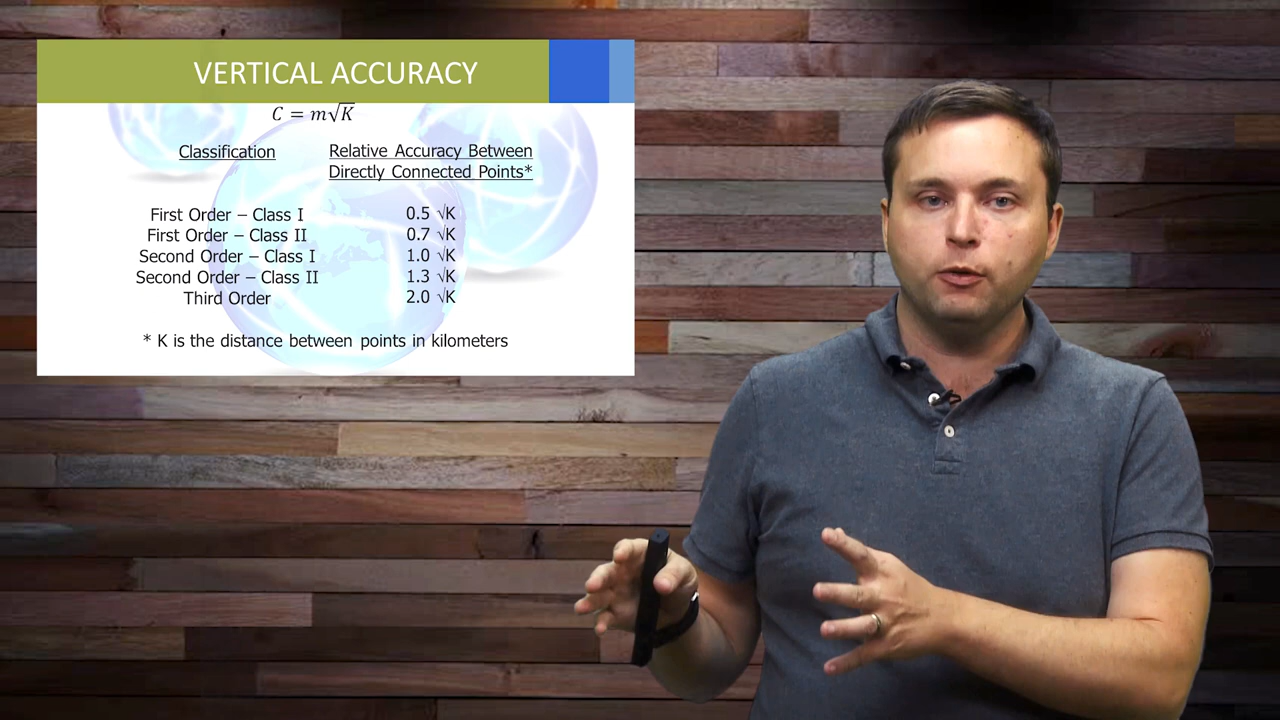 VERTICAL ACCURACY
C = m√K
Classification Relative Accuracy Between
Directly Connected Points*
First Order – Class I 0.5 √K
First Order – Class II 0.7 √K
Second Order – Class I 1.0 √K
Second Order – Class II 1.3 √K
Third Order 2.0 √K
* K is the distance between points in kilometers